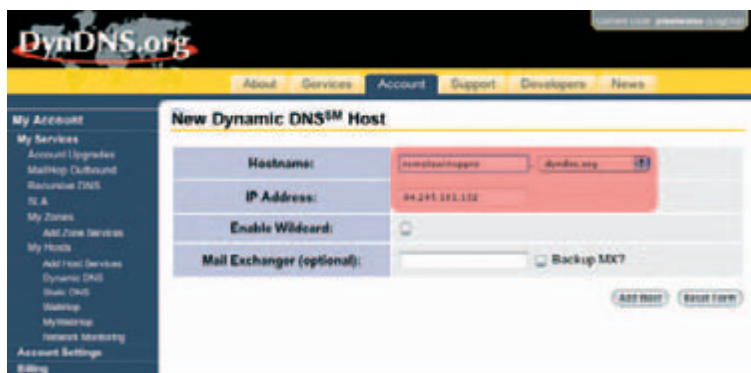 DynDNS.org
About Services Account Support Developers News
My Account
My Services
Account Upgrades
MailHop Outbound
Recursive DNS
My Zones
Add Zone Services
My Hosts
Add Host Services
Dynamic DNS
Static DNS
WebHop
MyWebHop
Network Monitoring
Account Settings
Billing
New Dynamic DNSSM Host
Hostname: . dyndns.org
IP Address:
Enable Wildcard:
Mail Exchanger (optional): Backup MX?
Add Host Reset Form